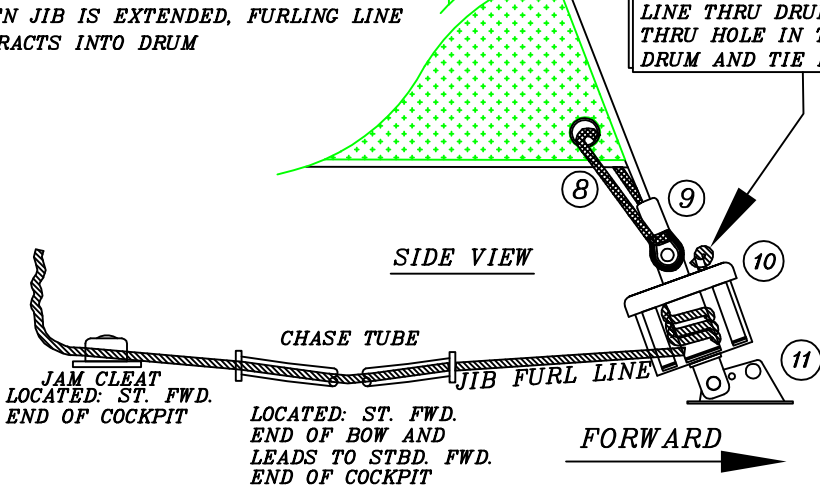 JIB IS EXTENDED, FURLING LINE
INTO DRUM
LINE THRU
THRU HOLE IN
DRUM AND TIE
8
9
SIDE VIEW
10
CHASE TUBE
11
JIB FURL LINE
JAM CLEAT
LOCATED: ST. FWD.
END OF COCKPIT
LOCATED: ST. FWD.
END OF BOW AND
LEADS TO STBD. FWD.
END OF COCKPIT
FORWARD